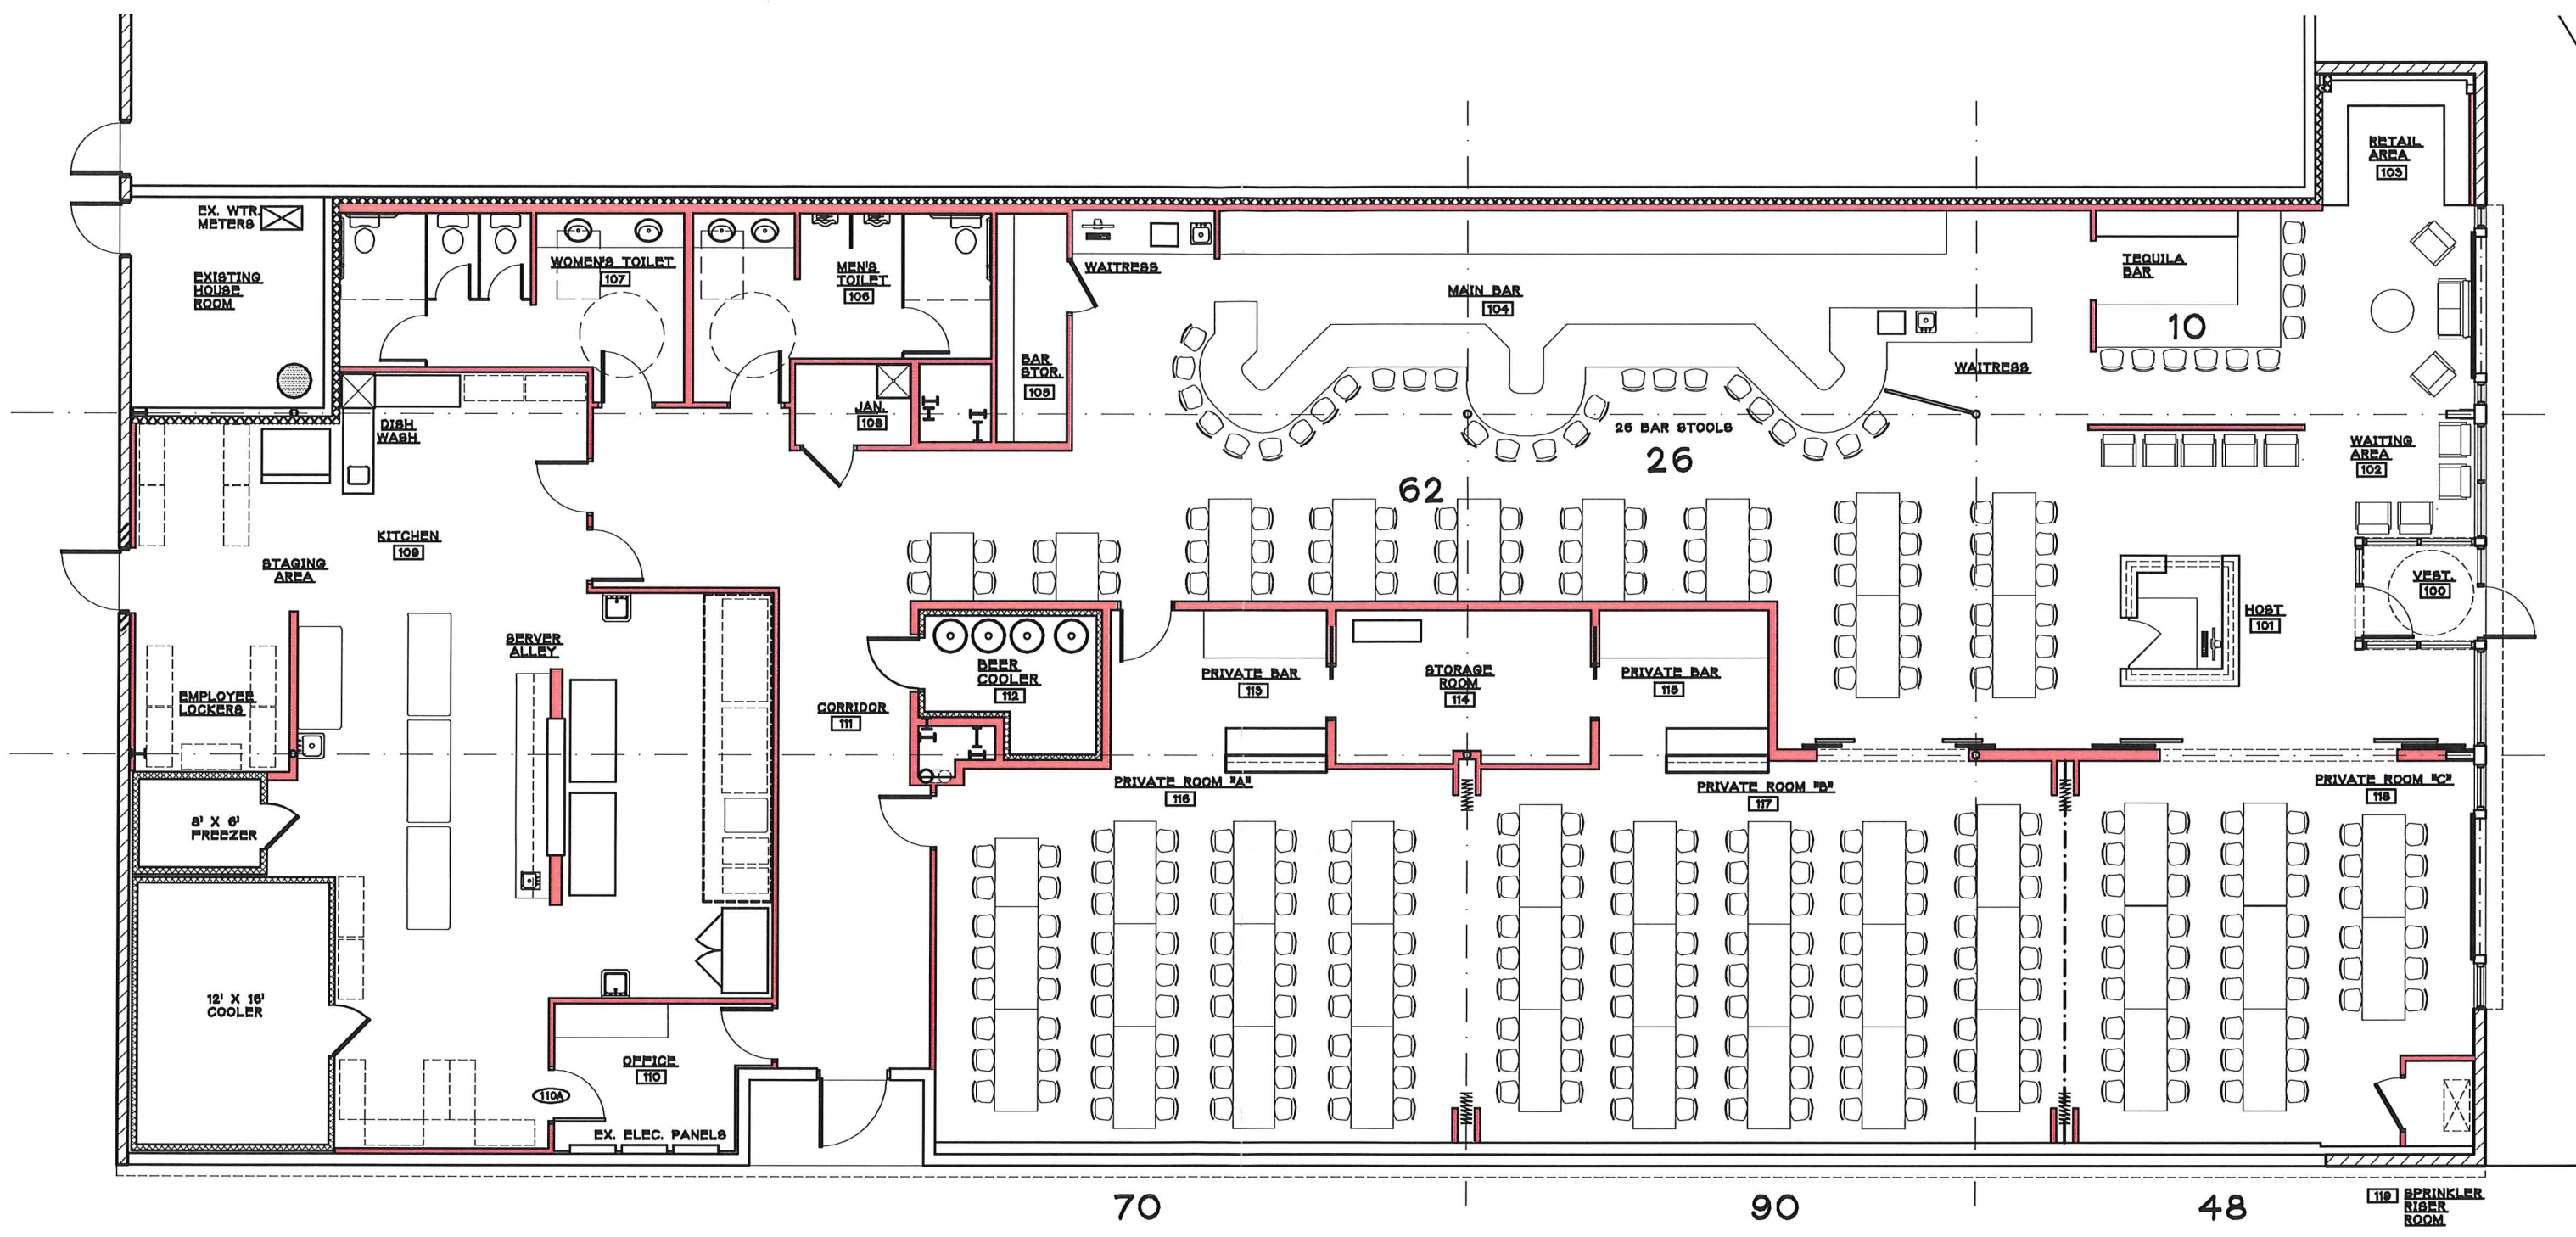 EX. WTR.
METERS
EXISTING
HOUSE
ROOM
WOMEN'S TOILET
107
MEN'S
TOILET
106
BAR
STOR.
105
JAN.
108
WAITRESS
MAIN BAR
104
WAITRESS
26 BAR STOOLS
26
62
TEQUILA
BAR
10
RETAIL
AREA
103
WAITING
AREA
102
VEST.
100
HOST
101
DISH
WASH
KITCHEN
109
STAGING
AREA
SERVER
ALLEY
EMPLOYEE
LOCKERS
8' X 6'
FREEZER
12' X 16'
COOLER
CORRIDOR
111
BEER
COOLER
112
PRIVATE BAR
113
STORAGE
ROOM
114
PRIVATE BAR
115
PRIVATE ROOM "A"
116
PRIVATE ROOM "B"
117
PRIVATE ROOM "C"
118
OFFICE
110
110A
EX. ELEC. PANELS
70
90
48
119 SPRINKLER
RISER
ROOM